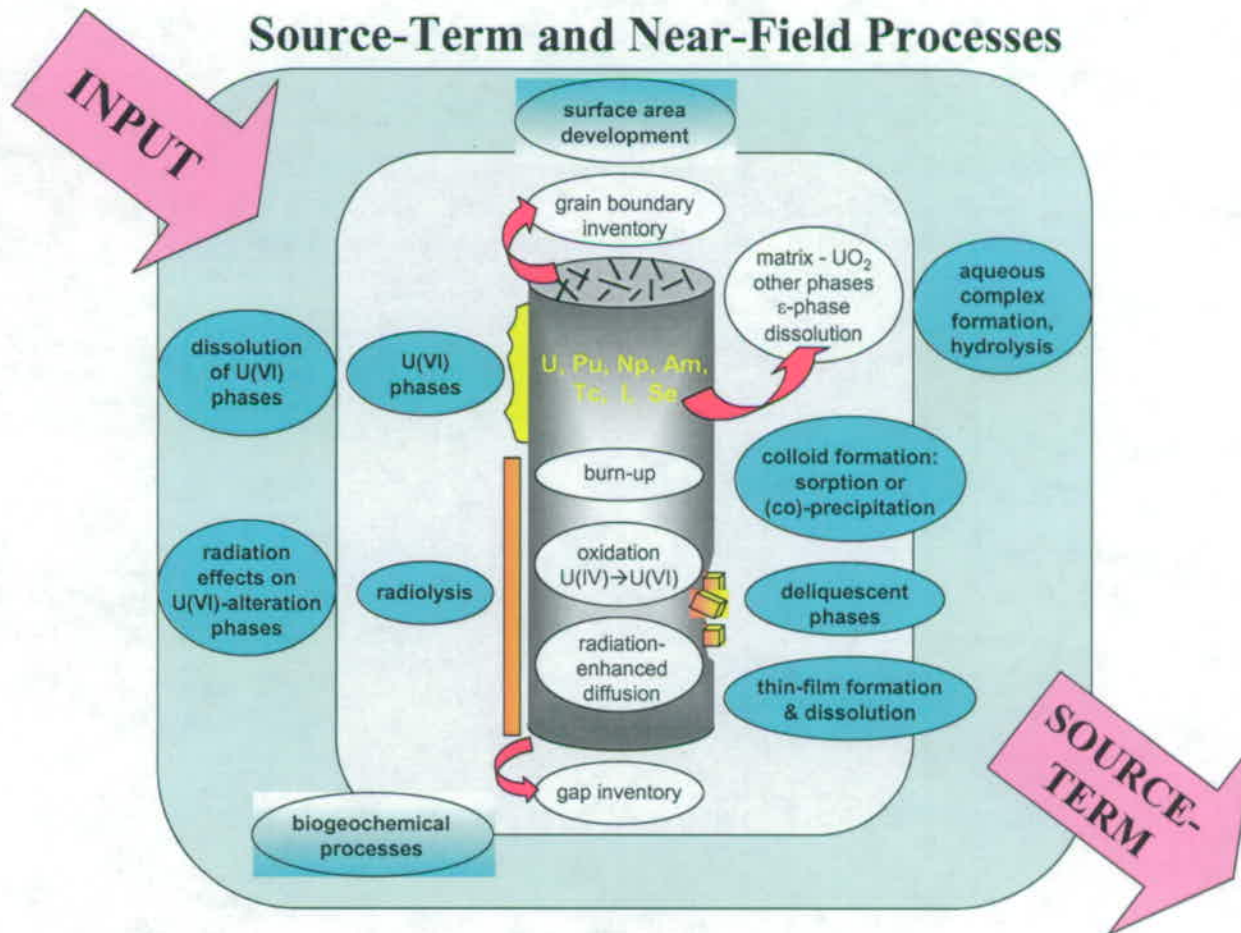 Source-Term and Near-Field Processes
INPUT
surface area
development
grain boundary
inventory
matrix - UO₂
other phases
ε-phase
dissolution
aqueous
complex
formation,
hydrolysis
dissolution
of U(VI)
phases
U(VI)
phases
U, Pu, Np, Am,
Tc, I, Se
burn-up
colloid formation:
sorption or
(co)-precipitation
radiation
effects on
U(VI)-alteration
phases
radiolysis
oxidation
U(IV)→U(VI)
deliquescent
phases
radiation-
enhanced
diffusion
thin-film formation
& dissolution
gap inventory
biogeochemical
processes
SOURCE-
TERM